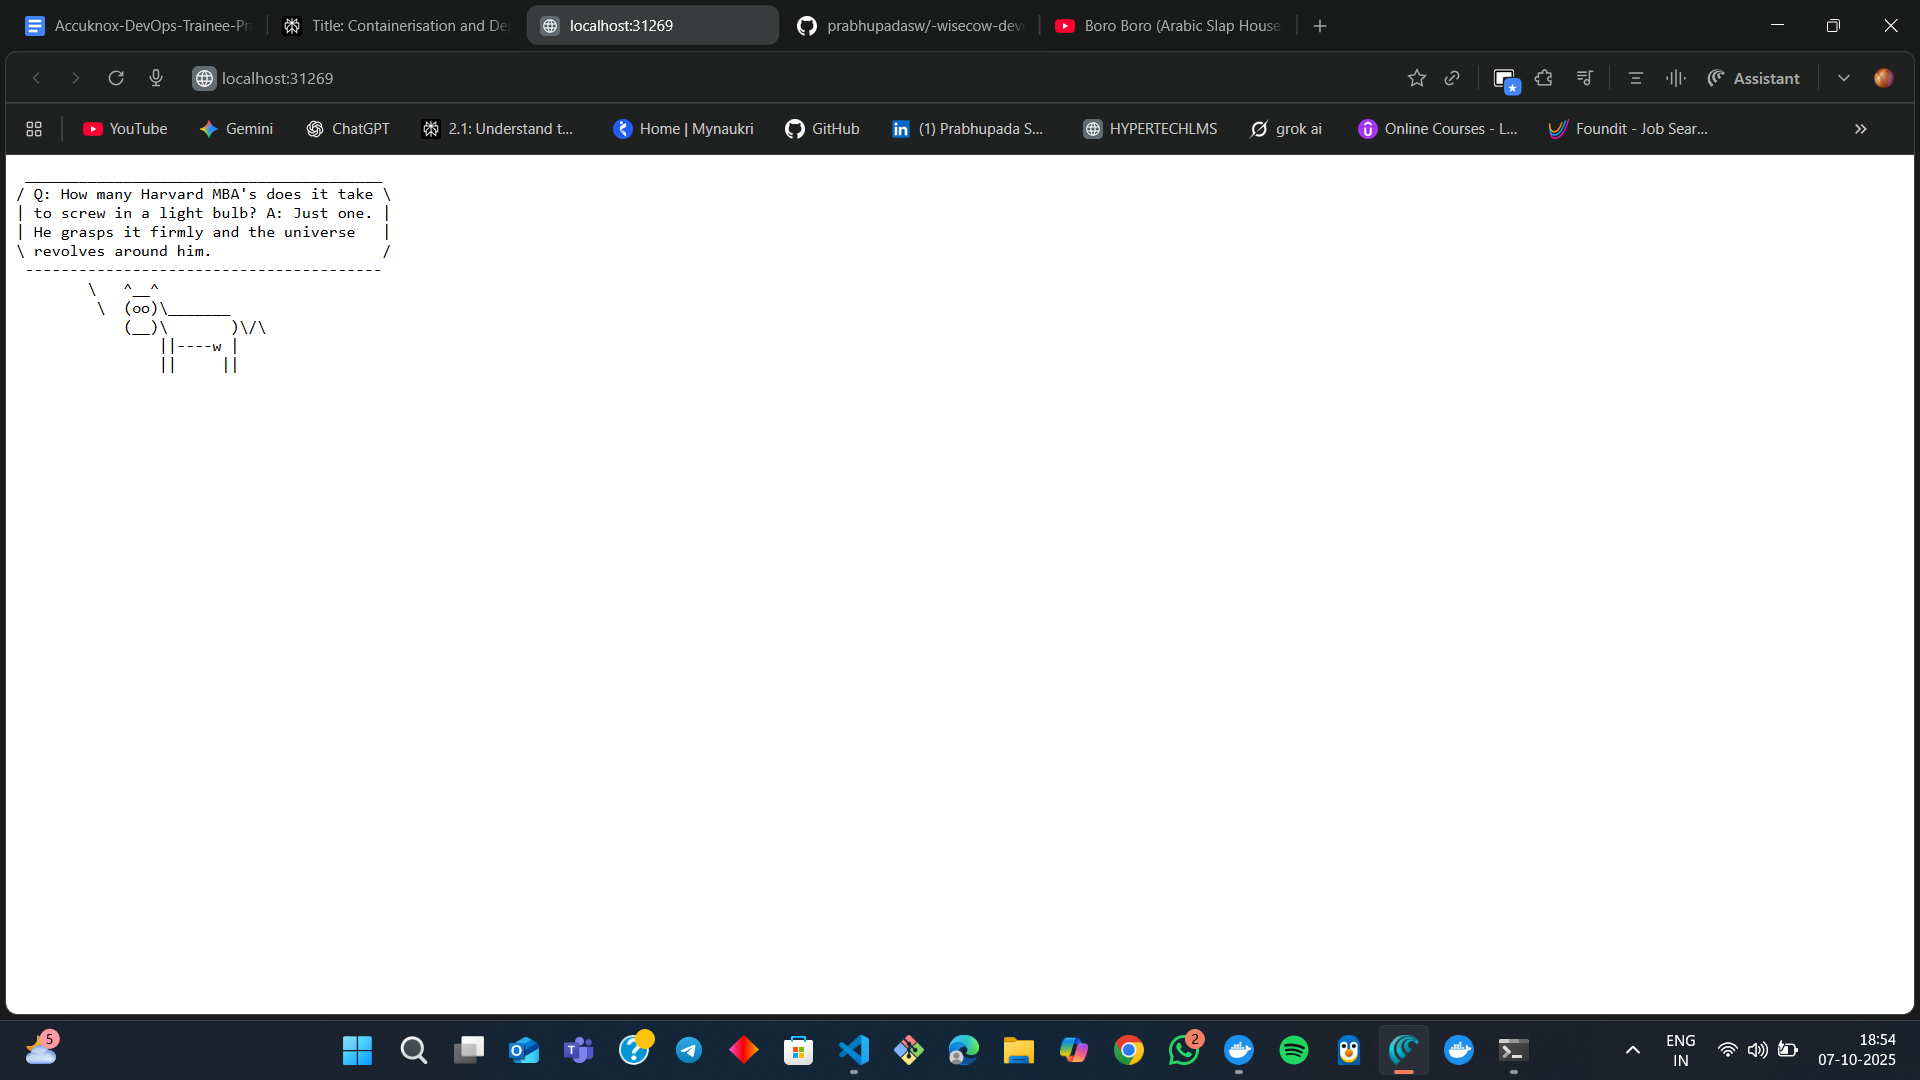 Accuknox-DevOps-Trainee-Pra
Title: Containerisation and De
localhost:31269
prabhupadasw/-wisecow-dev
Boro Boro (Arabic Slap House
localhost:31269
Assistant
YouTube
Gemini
ChatGPT
2.1: Understand t...
Home | Mynaukri
GitHub
(1) Prabhupada S...
HYPERTECHLMS
grok ai
Online Courses - L...
Foundit - Job Sear...
 ________________________________________
/ Q: How many Harvard MBA's does it take \
| to screw in a light bulb? A: Just one. |
| He grasps it firmly and the universe   |
\ revolves around him.                   /
 ----------------------------------------
        \   ^__^
         \  (oo)\_______
            (__)\       )\/\
                ||----w |
                ||     ||
5
2
ENG
IN
18:54
07-10-2025